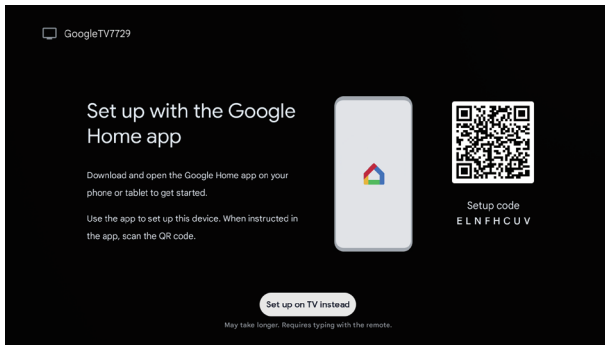 GoogleTV7729
Set up with the Google
Home app
Download and open the Google Home app on your
phone or tablet to get started.
Use the app to set up this device. When instructed in
the app, scan the QR code.
Setup code
E L N F H C U V
Set up on TV instead
May take longer. Requires typing with the remote.